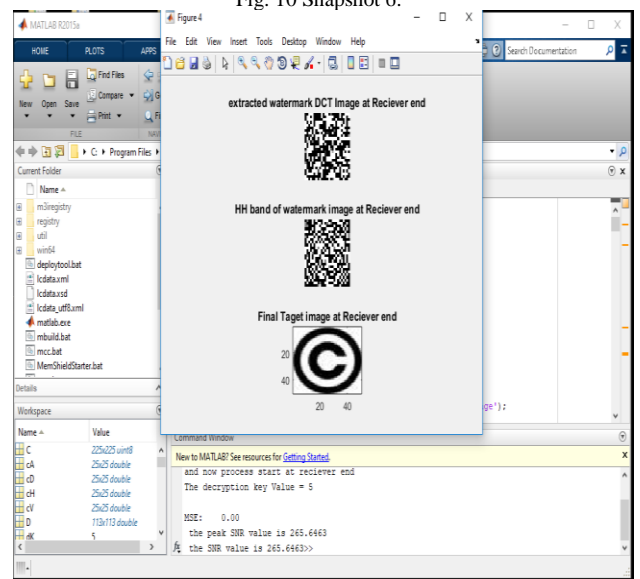 Fig. 10 Snapshot 6.
MATLAB R2015a
Figure 4
HOME PLOTS APPS
File Edit View Insert Tools Desktop Window Help
Search Documentation
New Open Save
Find Files
Compare
Print
FILE
C: Program Files
Current Folder
Name
m3iregistry
registry
util
win64
deploytool.bat
lcdata.xml
lcdata.xsd
lcdata_utf8.xml
matlab.exe
mbuild.bat
mcc.bat
MemShieldStarter.bat
Details
Workspace
Name Value
C 225x225 uint8
cA 25x25 double
cD 25x25 double
cH 25x25 double
cV 25x25 double
D 113x113 double
dK 5
extracted watermark DCT Image at Reciever end
HH band of watermark image at Reciever end
Final Taget image at Reciever end
20
40
20 40
ge');
Command Window
New to MATLAB? See resources for Getting Started.
and now process start at reciever end
The decryption key Value = 5
MSE: 0.00
the peak SNR value is 265.6463
fx the SNR value is 265.6463>>